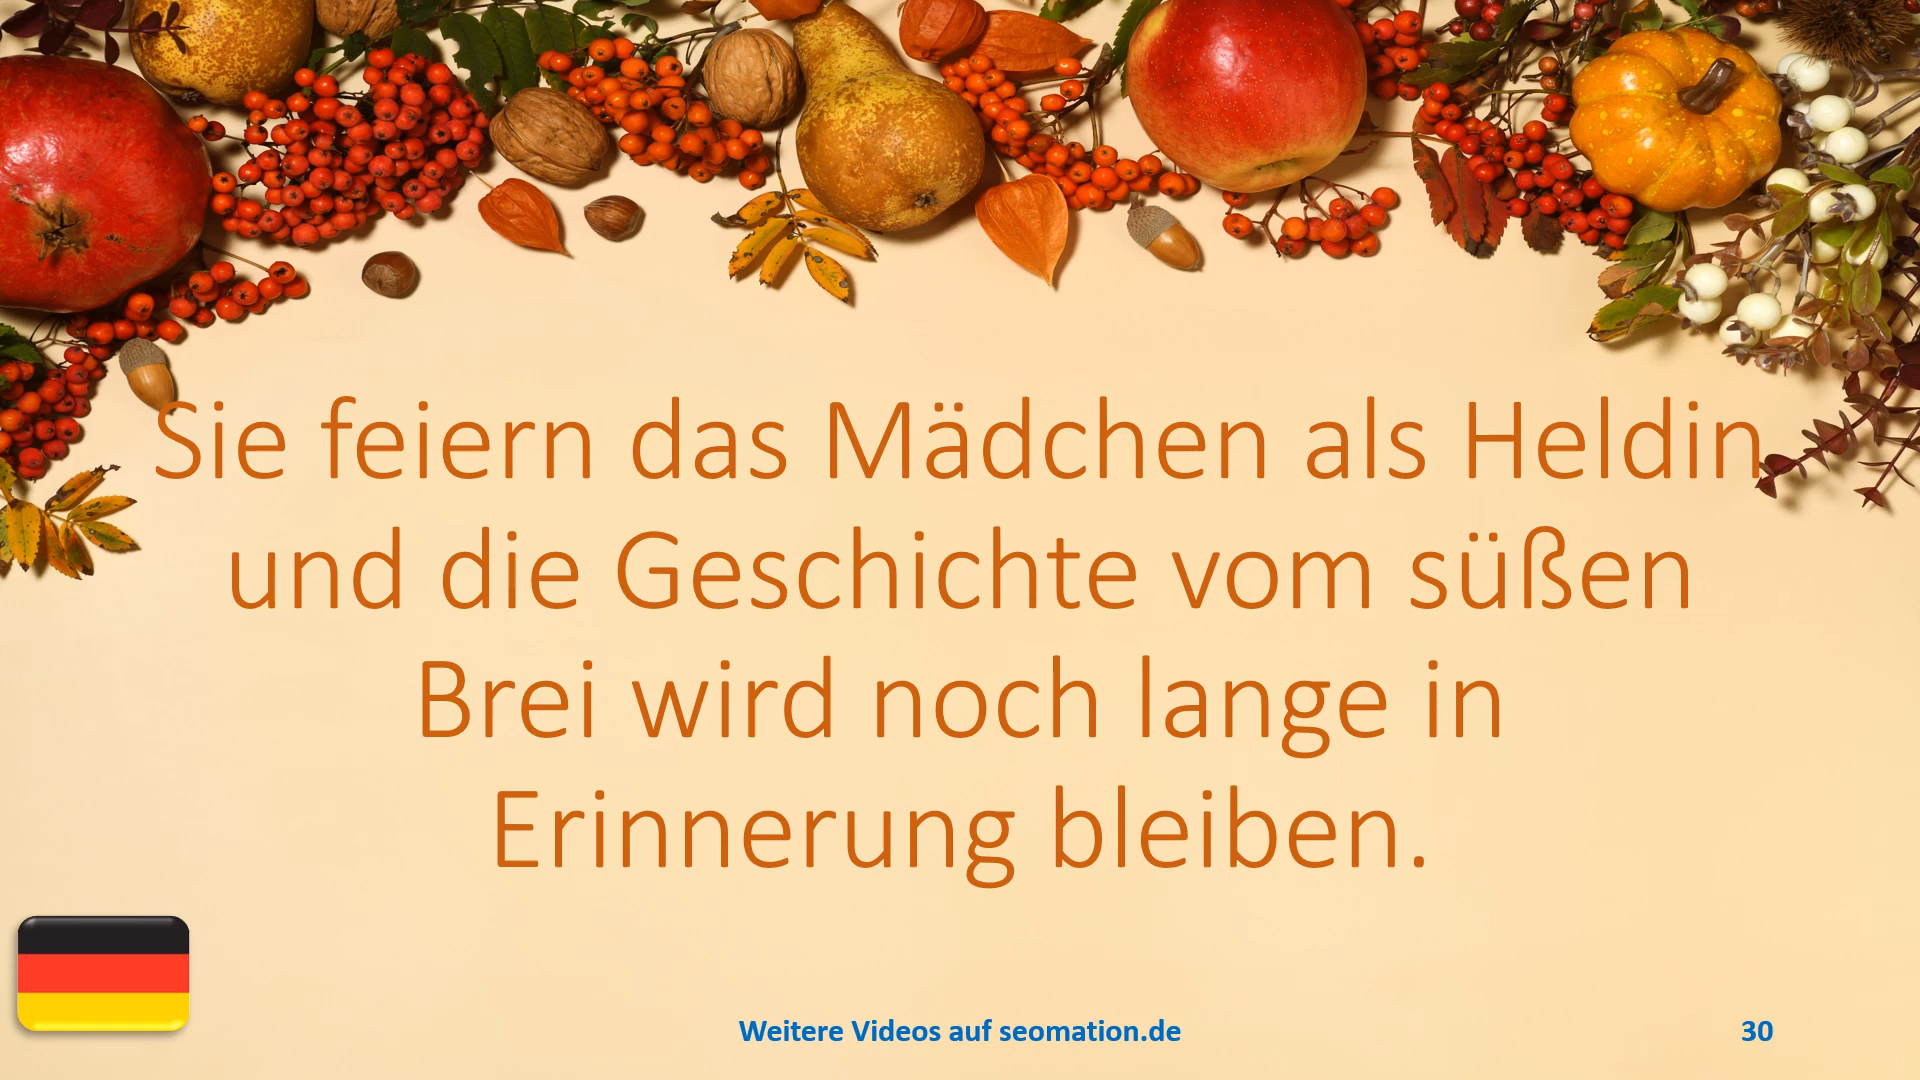 Sie feiern das Mädchen als Heldin
und die Geschichte vom süßen
Brei wird noch lange in
Erinnerung bleiben.
Weitere Videos auf seomation.de
30